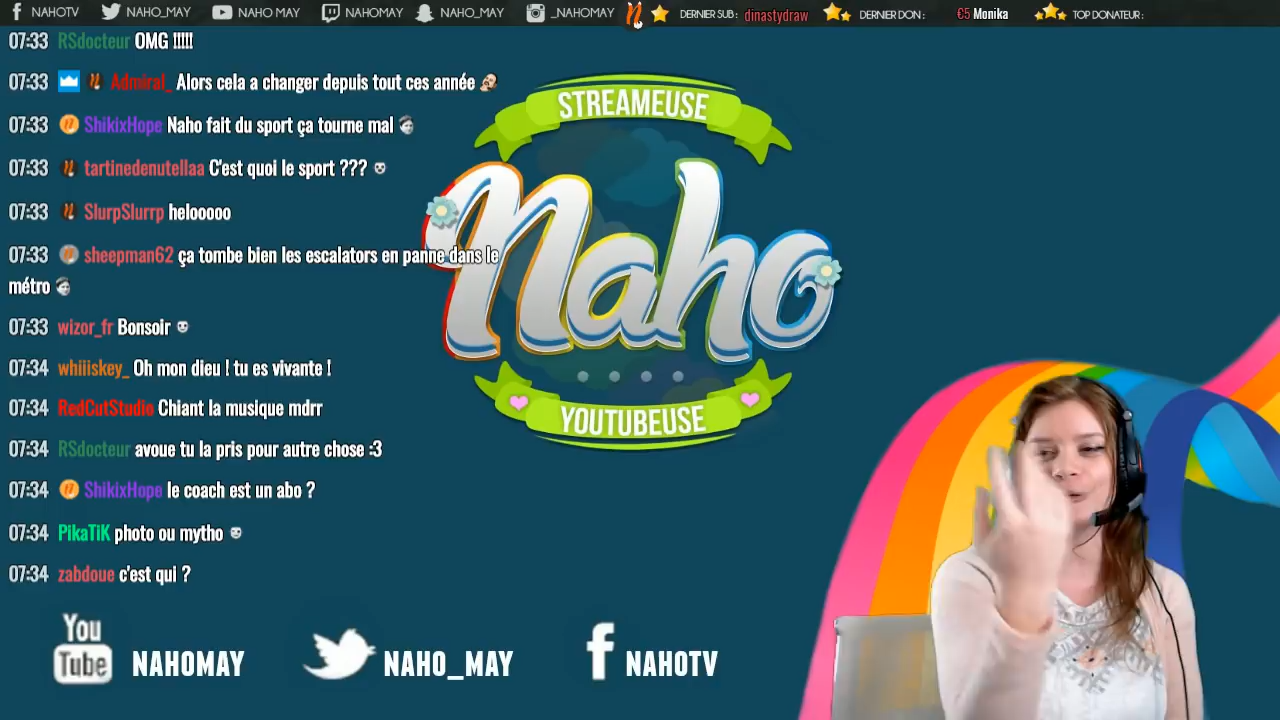 NAHOTV NAHO_MAY NAHO MAY NAHOMAY NAHO_MAY _NAHOMAY DERNIER SUB : dinastydraw DERNIER DON : €5 Monika TOP DONATEUR :
07:33 RSdocteur OMG !!!!!
07:33 Admiral_ Alors cela a changer depuis tout ces année
07:33 ShikixHope Naho fait du sport ça tourne mal
07:33 tartinedenutellaa C'est quoi le sport ???
07:33 SlurpSlurrp helooooo
07:33 sheepman62 ça tombe bien les escalators en panne dans le
métro
07:33 wizor_fr Bonsoir
07:34 whiiiskey_ Oh mon dieu ! tu es vivante !
07:34 RedCutStudio Chiant la musique mdrr
07:34 RSdocteur avoue tu la pris pour autre chose :3
07:34 ShikixHope le coach est un abo ?
07:34 PikaTiK photo ou mytho
07:34 zabdoue c'est qui ?
STREAMEUSE
Naho
YOUTUBEUSE
You
Tube
NAHOMAY
NAHO_MAY
NAHOTV